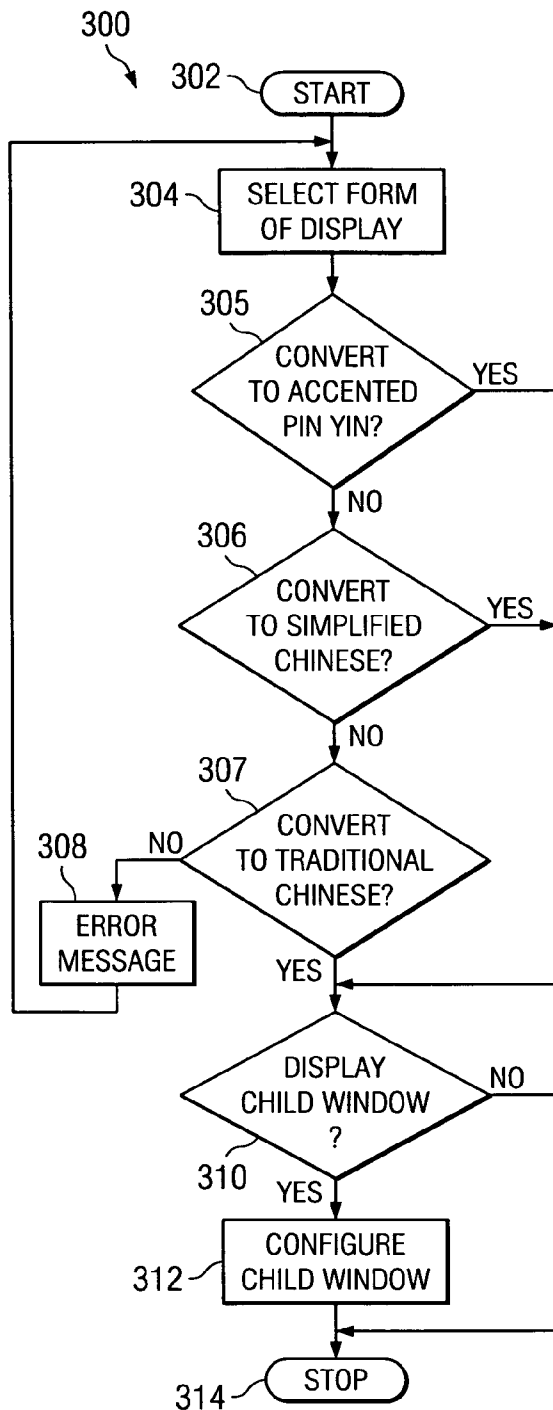 300
302
START
304
SELECT FORM
OF DISPLAY
305
CONVERT
TO ACCENTED
PIN YIN?
YES
NO
306
CONVERT
TO SIMPLIFIED
CHINESE?
YES
NO
307
CONVERT
TO TRADITIONAL
CHINESE?
NO
308
ERROR
MESSAGE
YES
DISPLAY
CHILD WINDOW
?
NO
310
YES
312
CONFIGURE
CHILD WINDOW
314
STOP